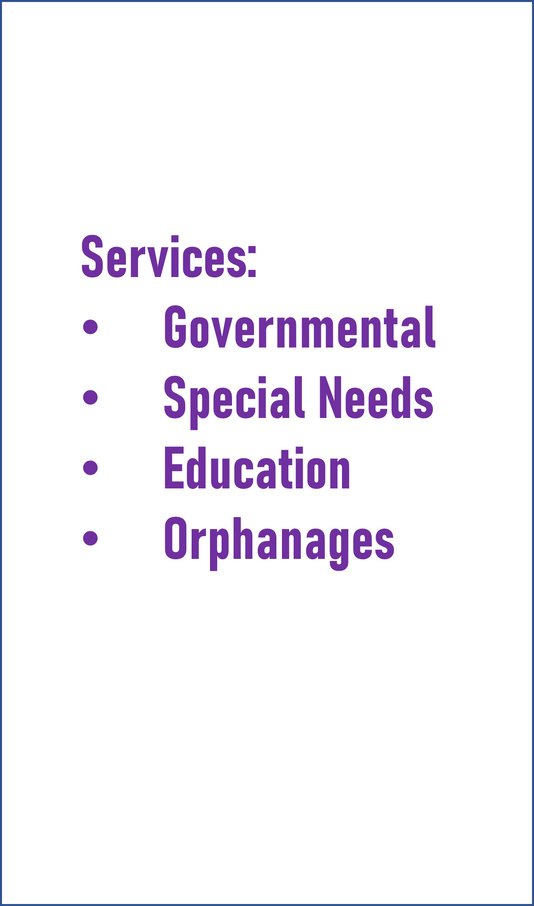 Services:
• Governmental
• Special Needs
• Education
• Orphanages